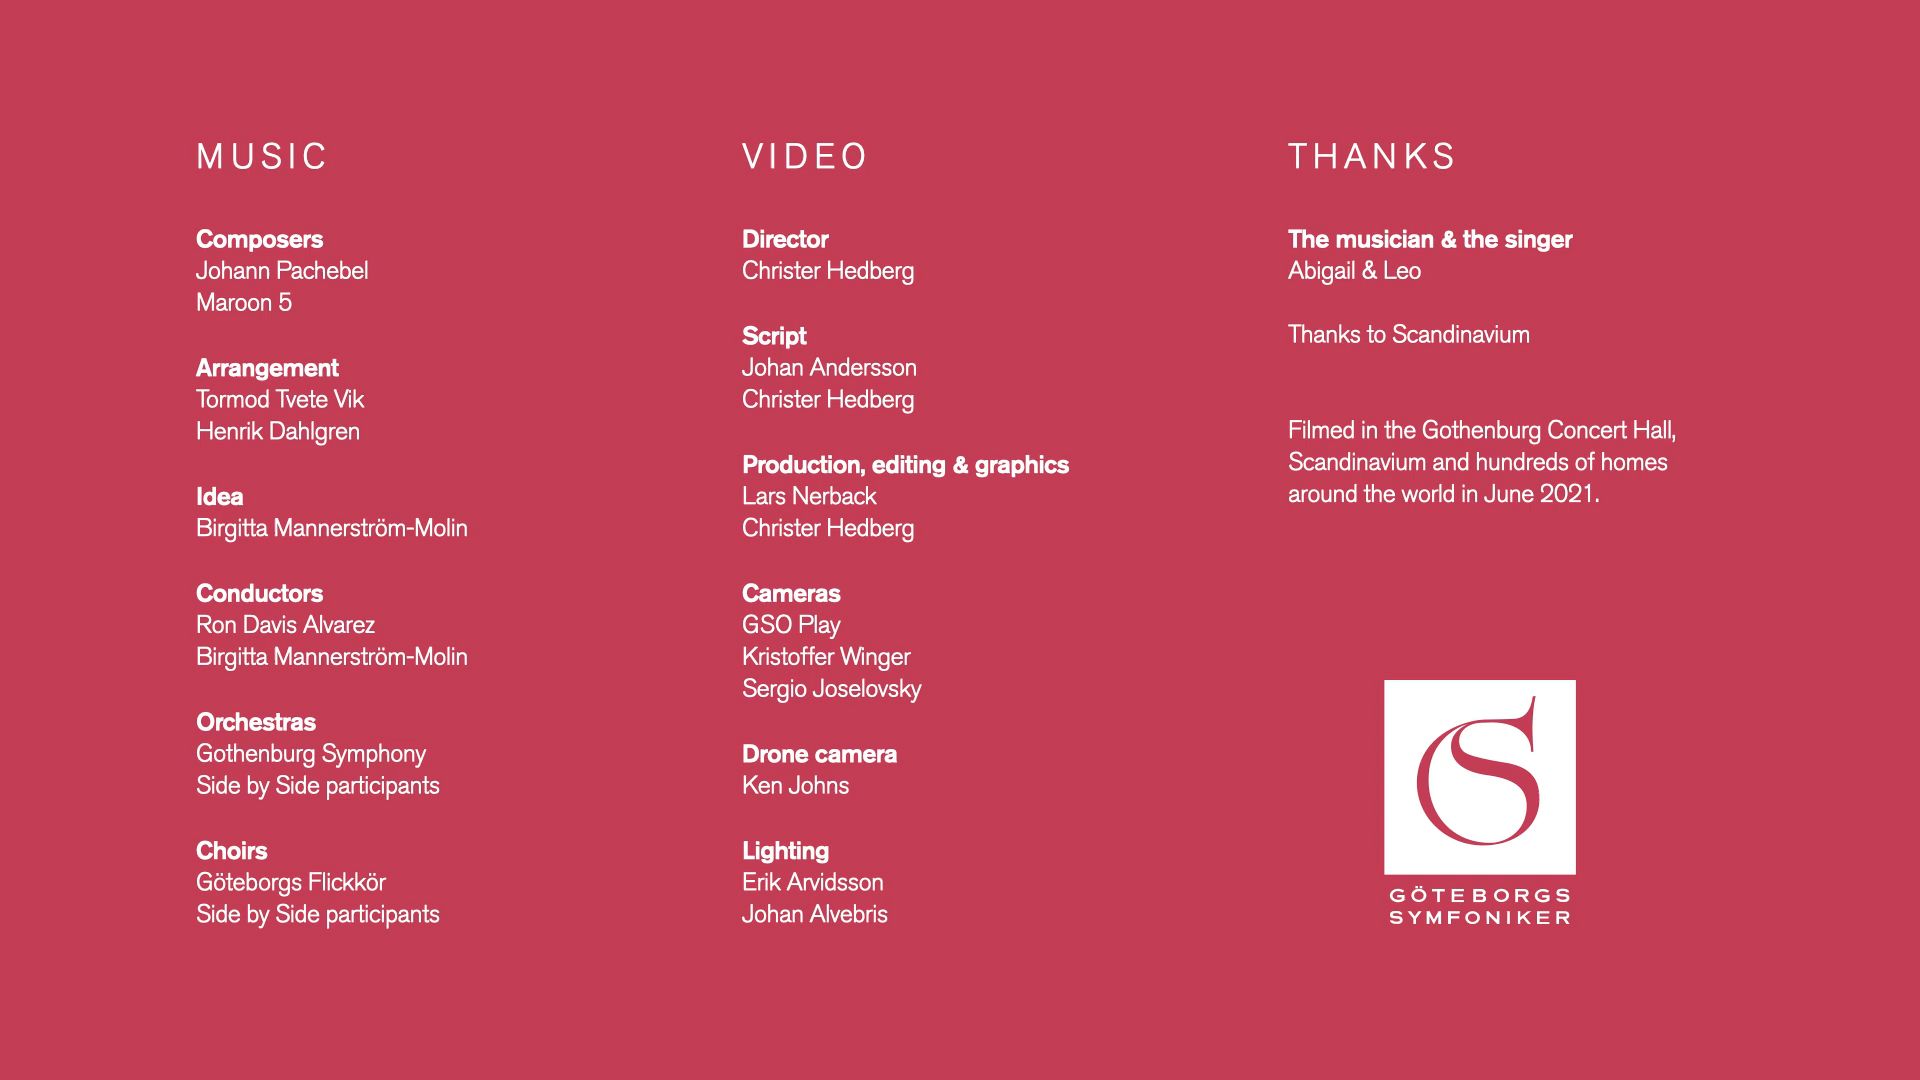 MUSIC
Composers
Johann Pachebel
Maroon 5
Arrangement
Tormod Tvete Vik
Henrik Dahlgren
Idea
Birgitta Mannerström-Molin
Conductors
Ron Davis Alvarez
Birgitta Mannerström-Molin
Orchestras
Gothenburg Symphony
Side by Side participants
Choirs
Göteborgs Flickkör
Side by Side participants
VIDEO
Director
Christer Hedberg
Script
Johan Andersson
Christer Hedberg
Production, editing & graphics
Lars Nerback
Christer Hedberg
Cameras
GSO Play
Kristoffer Winger
Sergio Joselovsky
Drone camera
Ken Johns
Lighting
Erik Arvidsson
Johan Alvebris
THANKS
The musician & the singer
Abigail & Leo
Thanks to Scandinavium
Filmed in the Gothenburg Concert Hall,
Scandinavium and hundreds of homes
around the world in June 2021.
GÖTEBORGS
SYMFONIKER